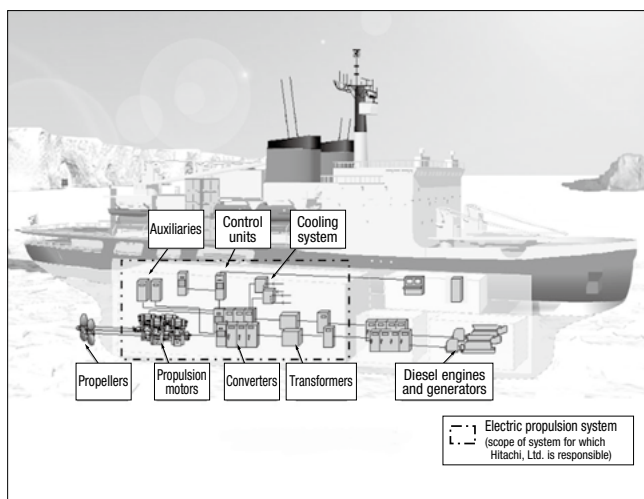 Auxiliaries
Control
units
Cooling
system
Propellers
Propulsion
motors
Converters
Transformers
Diesel engines
and generators
Electric propulsion system
(scope of system for which
Hitachi, Ltd. is responsible)